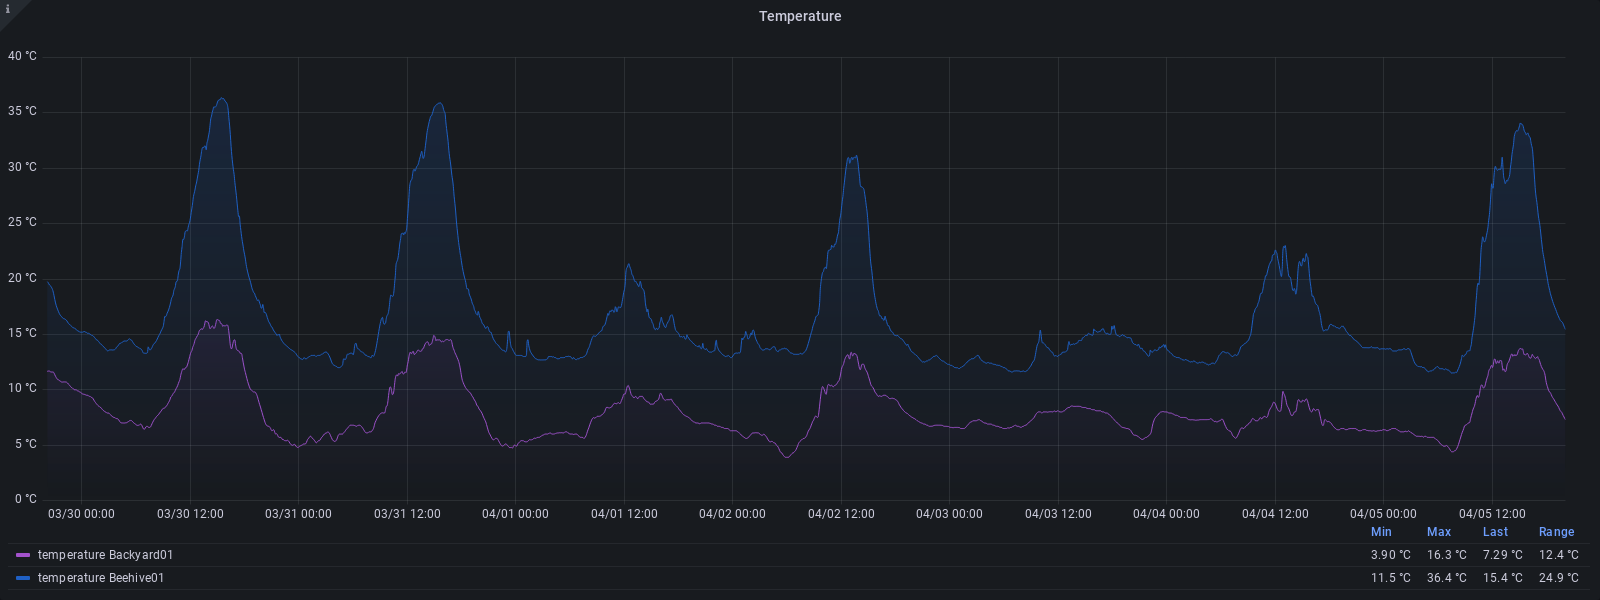 i
Temperature
40 °C
35 °C
30 °C
25 °C
20 °C
15 °C
10 °C
5 °C
0 °C
03/30 00:00 03/30 12:00 03/31 00:00 03/31 12:00 04/01 00:00 04/01 12:00 04/02 00:00 04/02 12:00 04/03 00:00 04/03 12:00 04/04 00:00 04/04 12:00 04/05 00:00 04/05 12:00
Min Max Last Range
temperature Backyard01 3.90 °C 16.3 °C 7.29 °C 12.4 °C
temperature Beehive01 11.5 °C 36.4 °C 15.4 °C 24.9 °C